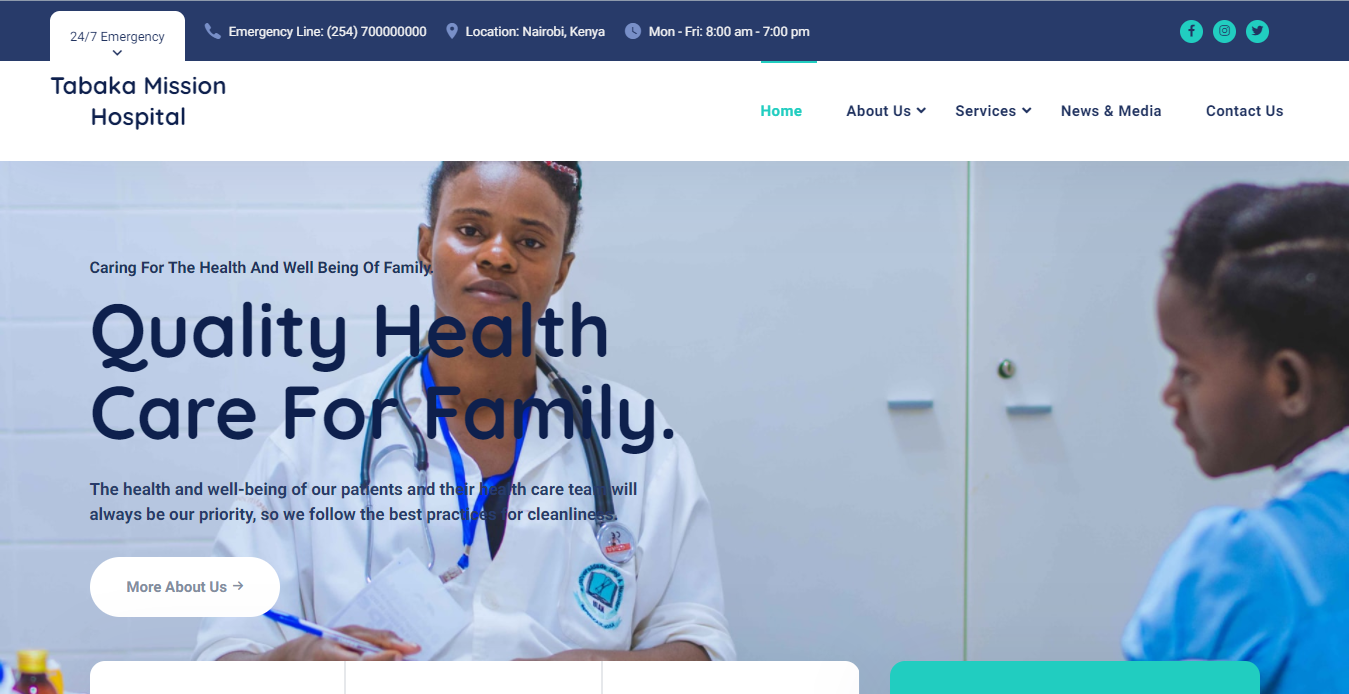 24/7 Emergency
Emergency Line: (254) 700000000
Location: Nairobi, Kenya
Mon - Fri: 8:00 am - 7:00 pm
Tabaka Mission
Hospital
Home
About Us
Services
News & Media
Contact Us
Caring For The Health And Well Being Of Family.
Quality Health
Care For Family.
The health and well-being of our patients and their health care team will
always be our priority, so we follow the best practices for cleanliness.
More About Us